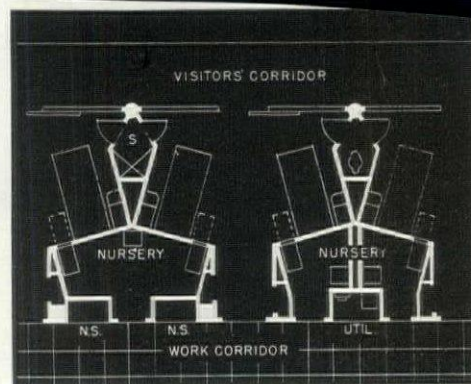 VISITORS' CORRIDOR
S
NURSERY NURSERY
N.S. N.S. UTIL.
WORK CORRIDOR